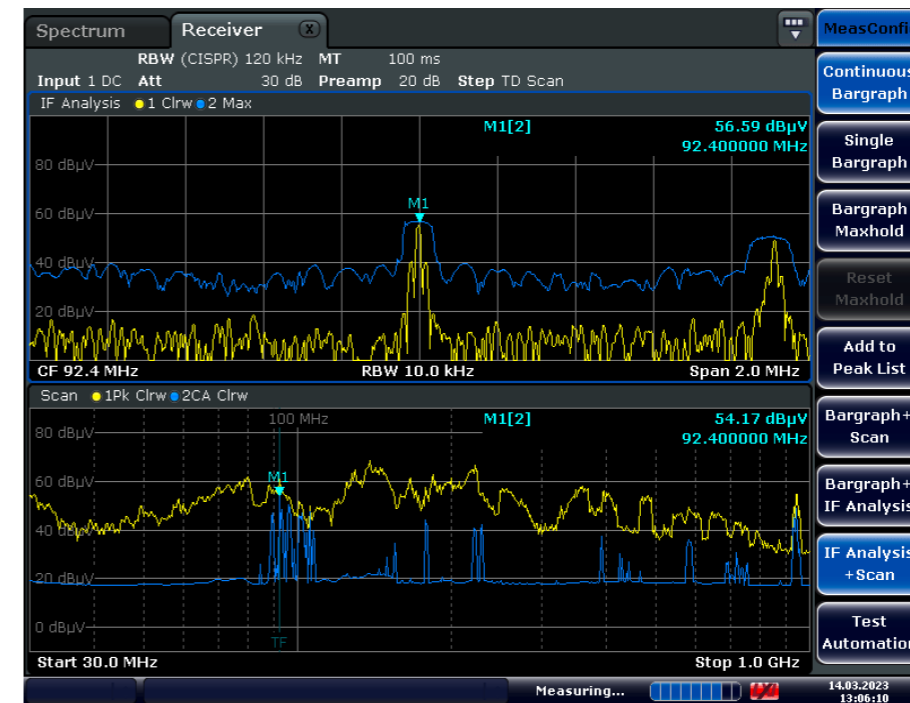 Spectrum Receiver X
RBW (CISPR) 120 kHz MT 100 ms
Input 1 DC Att 30 dB Preamp 20 dB Step TD Scan
IF Analysis 1 Clrw 2 Max
M1[2] 56.59 dBµV
92.400000 MHz
80 dBµV
60 dBµV
M1
40 dBµV
20 dBµV
CF 92.4 MHz RBW 10.0 kHz Span 2.0 MHz
Scan 1Pk Clrw 2CA Clrw
100 MHz M1[2] 54.17 dBµV
92.400000 MHz
80 dBµV
60 dBµV
M1
40 dBµV
20 dBµV
0 dBµV
TF
Start 30.0 MHz Stop 1.0 GHz
Measuring...
MeasConfi
Continuous
Bargraph
Single
Bargraph
Bargraph
Maxhold
Reset
Maxhold
Add to
Peak List
Bargraph+
Scan
Bargraph+
IF Analysis
IF Analysis
+Scan
Test
Automation
14.03.2023
13:06:10